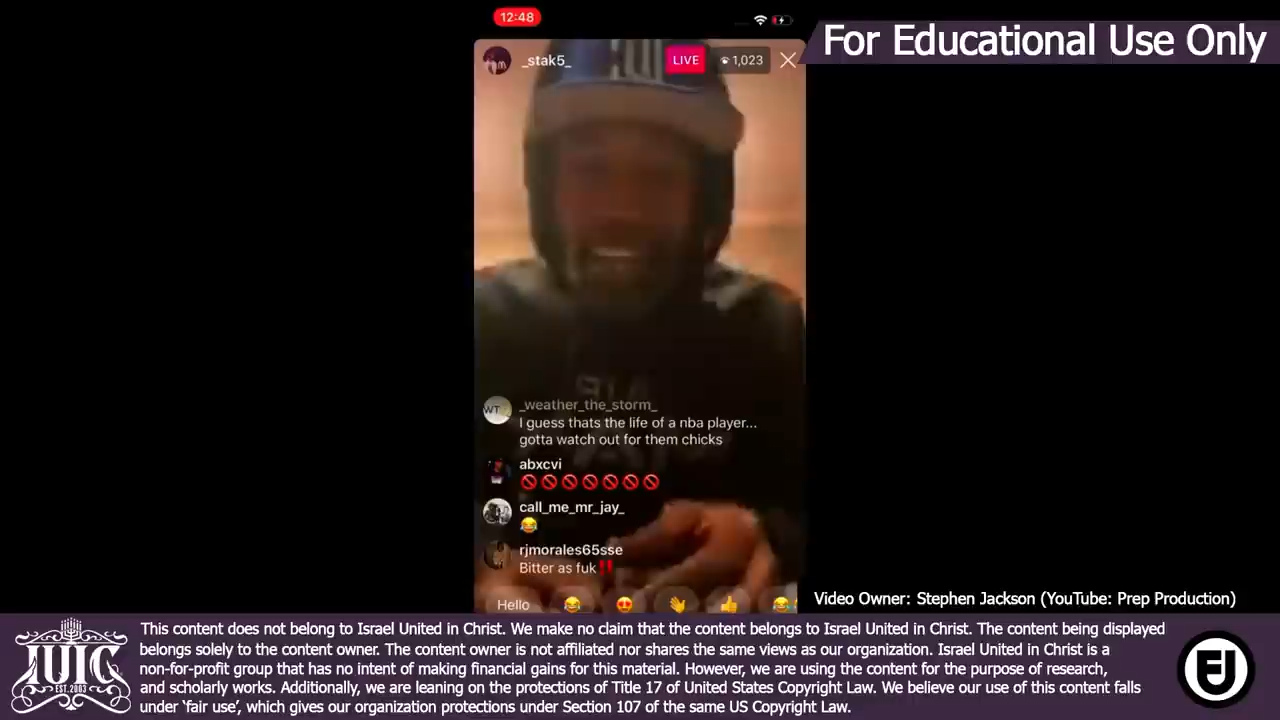 12:48
For Educational Use Only
_stak5_
LIVE
1,023
_weather_the_storm_
I guess thats the life of a nba player...
gotta watch out for them chicks
abxcvi
🚫🚫🚫🚫🚫🚫🚫
call_me_mr_jay_
😂
rjmorales65sse
Bitter as fuk‼️
Hello 😂 😍 👋 👍 😂
Video Owner: Stephen Jackson (YouTube: Prep Production)
This content does not belong to Israel United in Christ. We make no claim that the content belongs to Israel United in Christ. The content being displayed
belongs solely to the content owner. The content owner is not affiliated nor shares the same views as our organization. Israel United in Christ is a
non-for-profit group that has no intent of making financial gains for this material. However, we are using the content for the purpose of research,
and scholarly works. Additionally, we are leaning on the protections of Title 17 of United States Copyright Law. We believe our use of this content falls
under ‘fair use’, which gives our organization protections under Section 107 of the same US Copyright Law.
IUIC
EST.2003